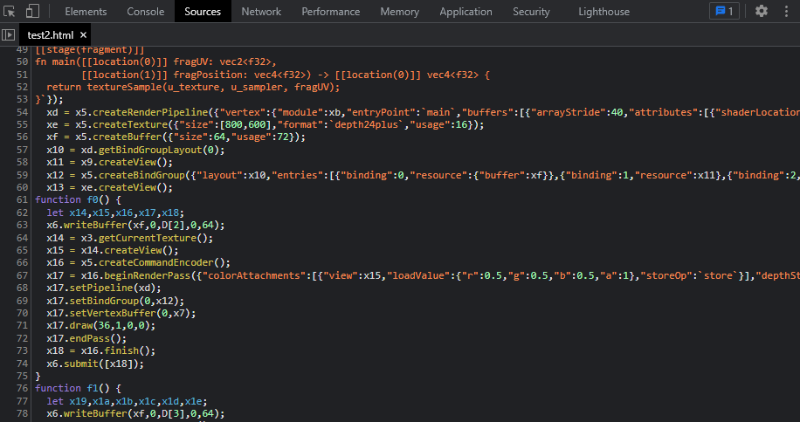 Elements Console Sources Network Performance Memory Application Security Lighthouse 1
test2.html ×
49 [[stage(fragment)]]
50 fn main([[location(0)]] fragUV: vec2<f32>,
51 [[location(1)]] fragPosition: vec4<f32>) -> [[location(0)]] vec4<f32> {
52 return textureSample(u_texture, u_sampler, fragUV);
53 }`});
54 xd = x5.createRenderPipeline({"vertex":{"module":xb,"entryPoint":`main`,"buffers":[{"arrayStride":40,"attributes":[{"shaderLocation
55 xe = x5.createTexture({"size":[800,600],"format":`depth24plus`,"usage":16});
56 xf = x5.createBuffer({"size":64,"usage":72});
57 x10 = xd.getBindGroupLayout(0);
58 x11 = x9.createView();
59 x12 = x5.createBindGroup({"layout":x10,"entries":[{"binding":0,"resource":{"buffer":xf}},{"binding":1,"resource":x11},{"binding":2,
60 x13 = xe.createView();
61 function f0() {
62 let x14,x15,x16,x17,x18;
63 x6.writeBuffer(xf,0,D[2],0,64);
64 x14 = x3.getCurrentTexture();
65 x15 = x14.createView();
66 x16 = x5.createCommandEncoder();
67 x17 = x16.beginRenderPass({"colorAttachments":[{"view":x15,"loadValue":{"r":0.5,"g":0.5,"b":0.5,"a":1},"storeOp":`store`}],"depthSt
68 x17.setPipeline(xd);
69 x17.setBindGroup(0,x12);
70 x17.setVertexBuffer(0,x7);
71 x17.draw(36,1,0,0);
72 x17.endPass();
73 x18 = x16.finish();
74 x6.submit([x18]);
75 }
76 function f1() {
77 let x19,x1a,x1b,x1c,x1d,x1e;
78 x6.writeBuffer(xf,0,D[3],0,64);